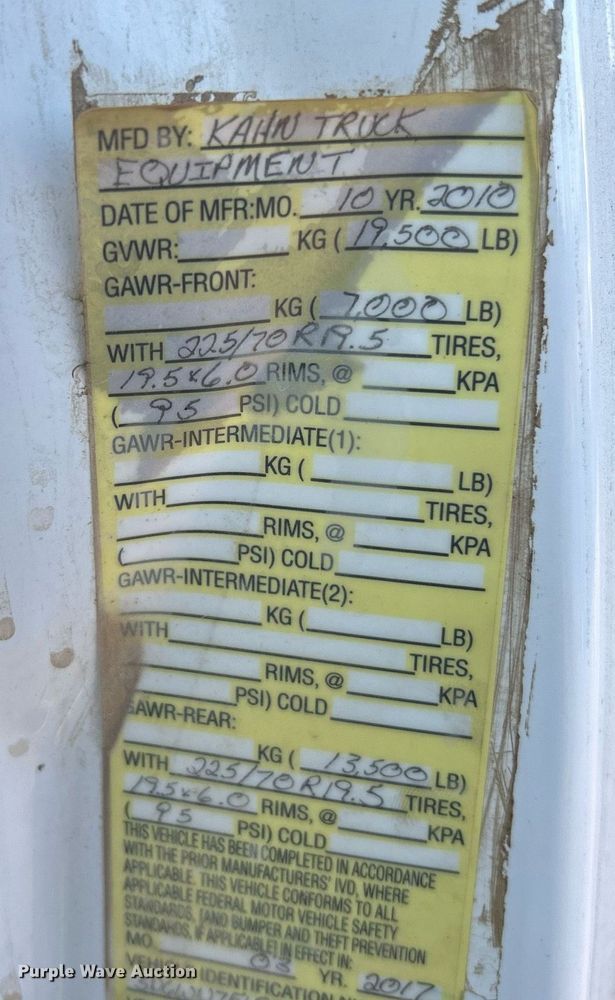 MFD BY: KAHN TRUCK
EQUIPMENT
DATE OF MFR:MO. 10 YR. 2010
GVWR: KG ( 19,500 LB)
GAWR-FRONT:
KG ( 7,000 LB)
WITH 225/70 R 19.5 TIRES,
19.5x6.0 RIMS, @ KPA
( 95 PSI) COLD
GAWR-INTERMEDIATE(1):
KG ( LB)
WITH TIRES,
RIMS, @ KPA
( PSI) COLD
GAWR-INTERMEDIATE(2):
KG ( LB)
WITH TIRES,
RIMS, @ KPA
PSI) COLD
GAWR-REAR:
KG ( 13,500 LB)
WITH 225/70 R 19.5 TIRES,
19.5x6.0 RIMS, @ KPA
( 95 PSI) COLD
THIS VEHICLE HAS BEEN COMPLETED IN ACCORDANCE
WITH THE PRIOR MANUFACTURERS' IVD, WHERE
APPLICABLE. THIS VEHICLE CONFORMS TO ALL
APPLICABLE FEDERAL MOTOR VEHICLE SAFETY
STANDARDS, [AND BUMPER AND THEFT PREVENTION
STANDARDS, IF APPLICABLE] IN EFFECT IN:
MO. YR. 2017
VEHICLE IDENTIFICATION
Purple Wave Auction